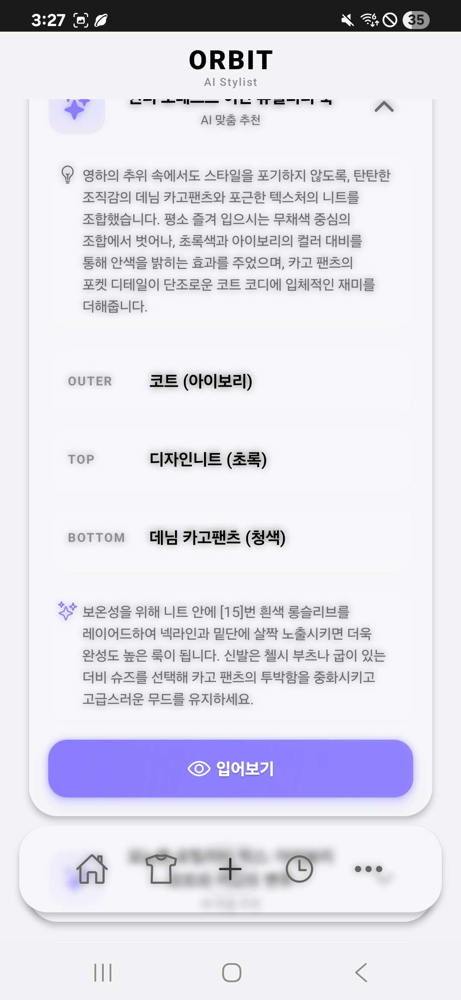 3:27
6
35
ORBIT
AI Stylist
AI 맞춤 추천
영하의 추위 속에서도 스타일을 포기하지 않도록, 탄탄한
조직감의 데님 카고팬츠와 포근한 텍스처의 니트를
조합했습니다. 평소 즐겨 입으시는 무채색 중심의
조합에서 벗어나, 초록색과 아이보리의 컬러 대비를
통해 안색을 밝히는 효과를 주었으며, 카고 팬츠의
포켓 디테일이 단조로운 코트 코디에 입체적인 재미를
더해줍니다.
OUTER 코트 (아이보리)
TOP 디자인니트 (초록)
BOTTOM 데님 카고팬츠 (청색)
보온성을 위해 니트 안에 [15]번 흰색 롱슬리브를
레이어드하여 넥라인과 밑단에 살짝 노출시키면 더욱
완성도 높은 룩이 됩니다. 신발은 첼시 부츠나 굽이 있는
더비 슈즈를 선택해 카고 팬츠의 투박함을 중화시키고
고급스러운 무드를 유지하세요.
입어보기